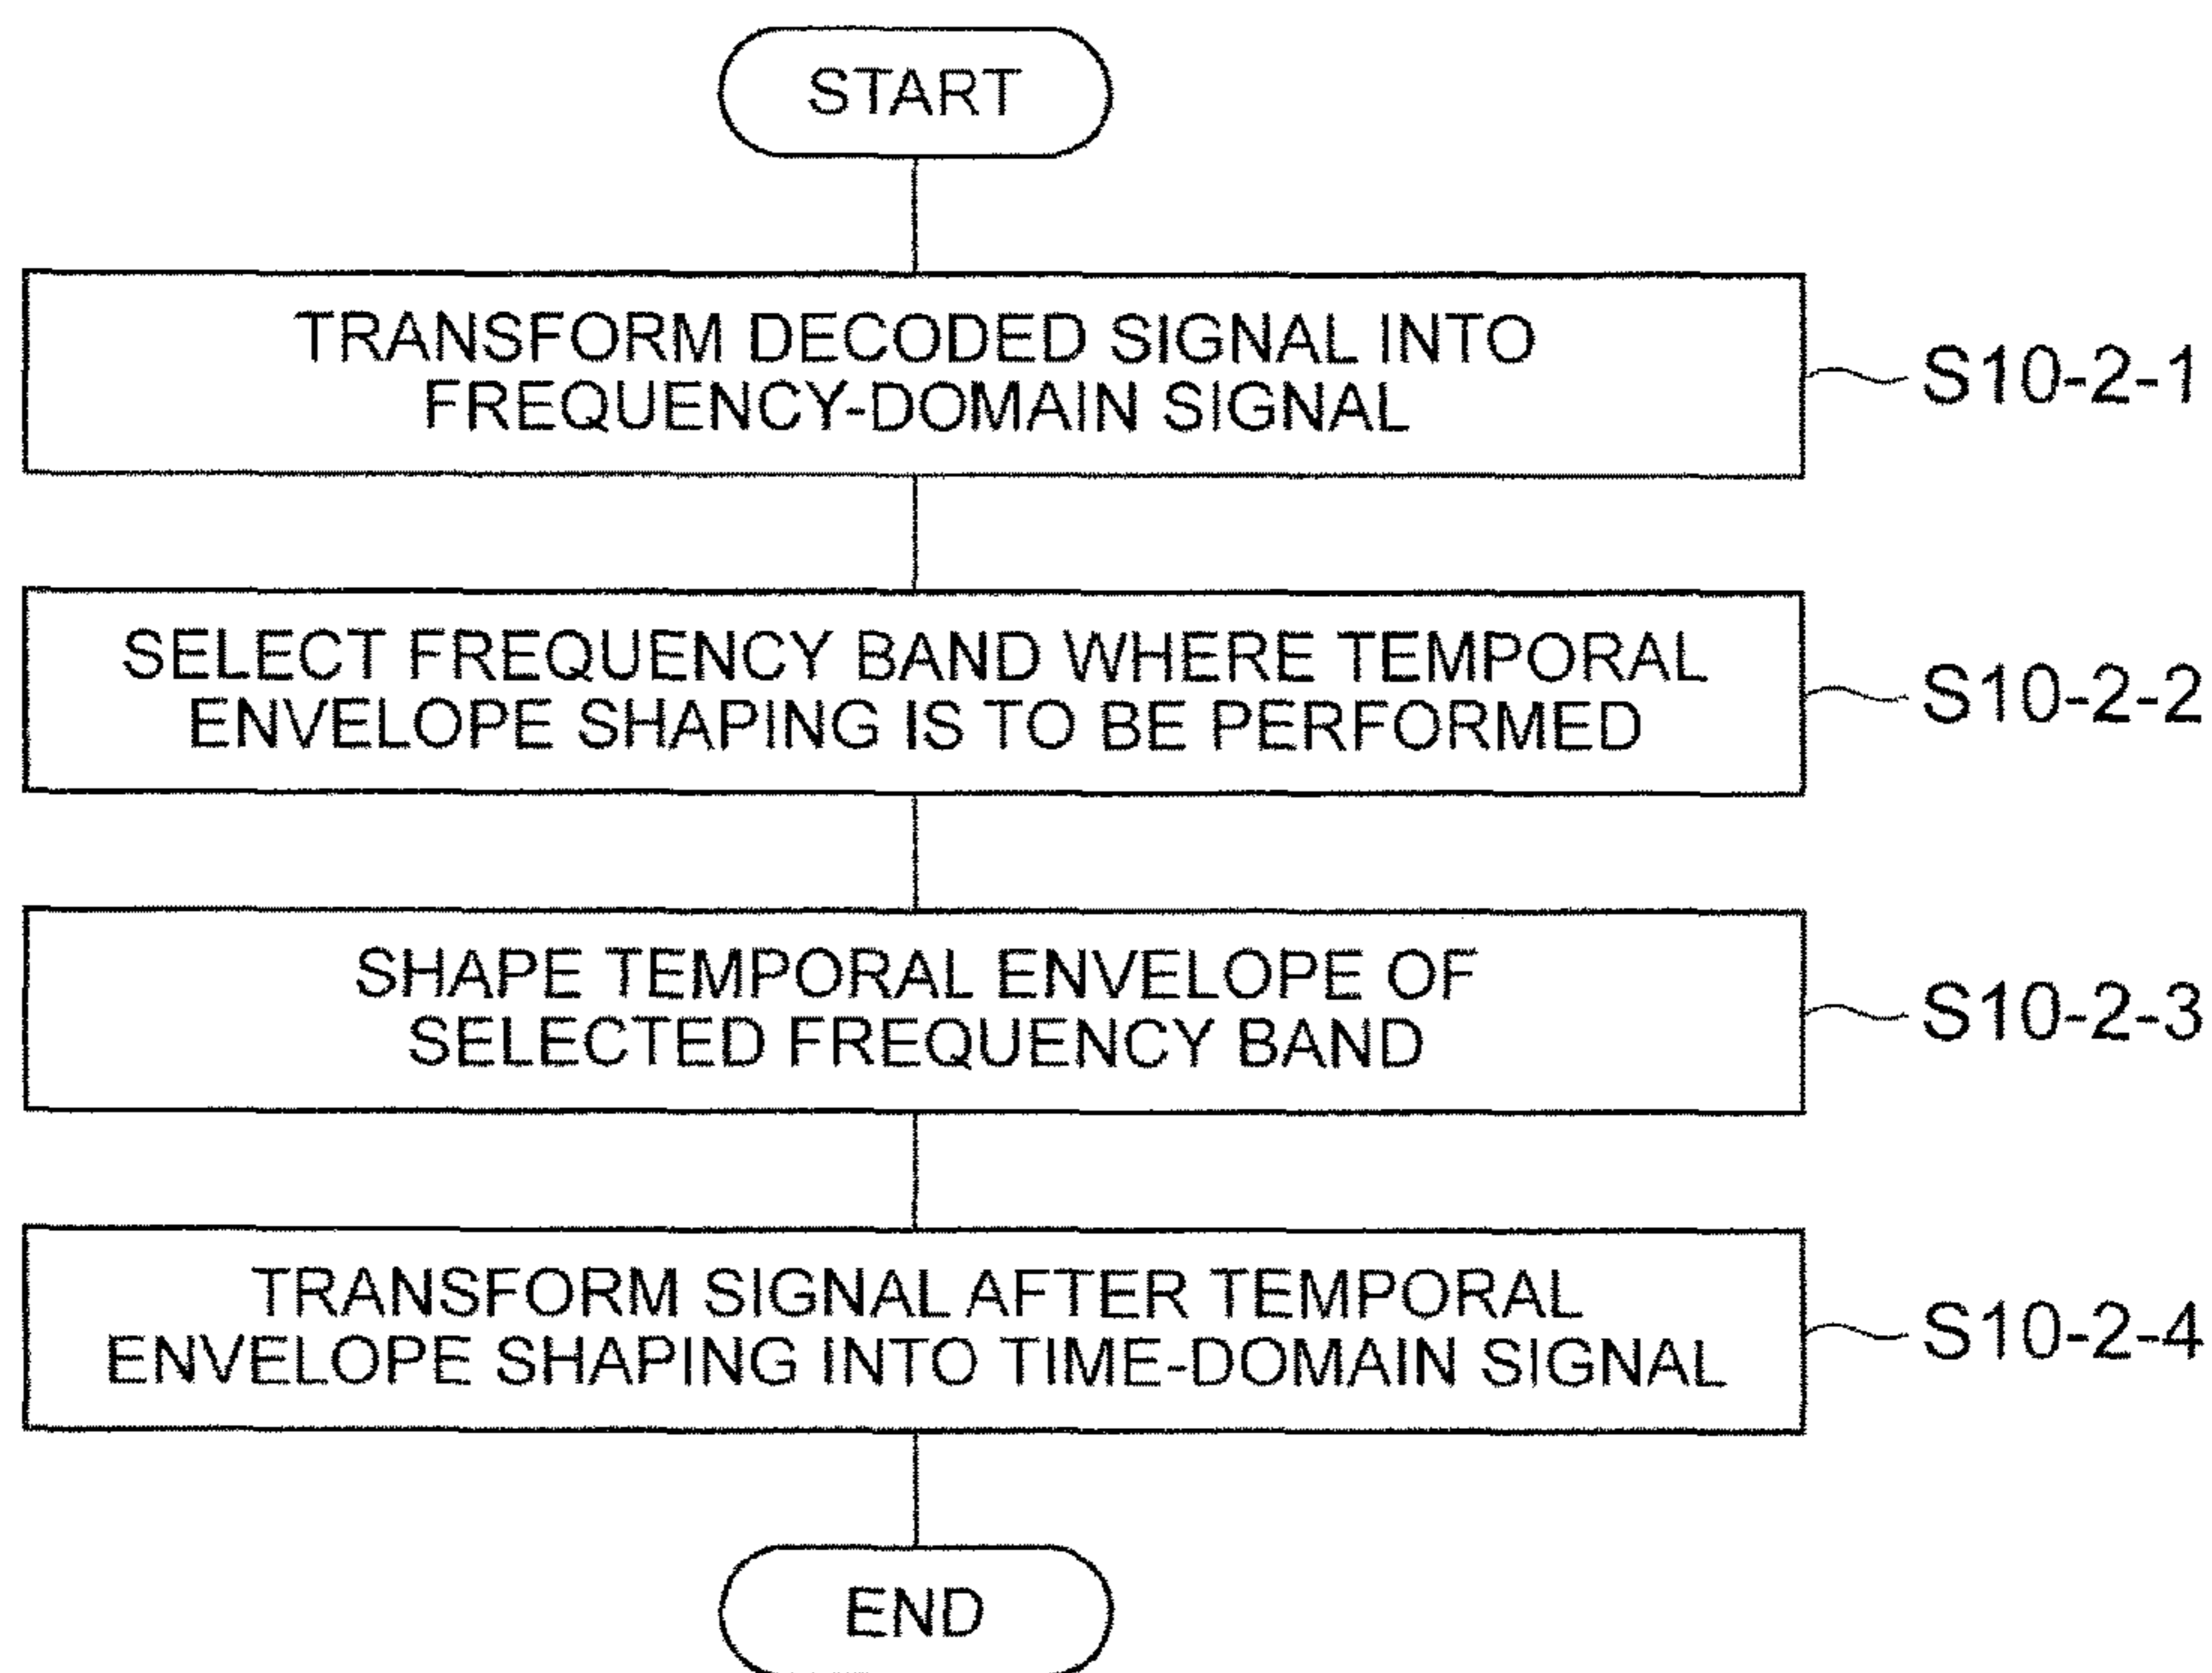 START
TRANSFORM DECODED SIGNAL INTO
FREQUENCY-DOMAIN SIGNAL
S10-2-1
SELECT FREQUENCY BAND WHERE TEMPORAL
ENVELOPE SHAPING IS TO BE PERFORMED
S10-2-2
SHAPE TEMPORAL ENVELOPE OF
SELECTED FREQUENCY BAND
S10-2-3
TRANSFORM SIGNAL AFTER TEMPORAL
ENVELOPE SHAPING INTO TIME-DOMAIN SIGNAL
S10-2-4
END